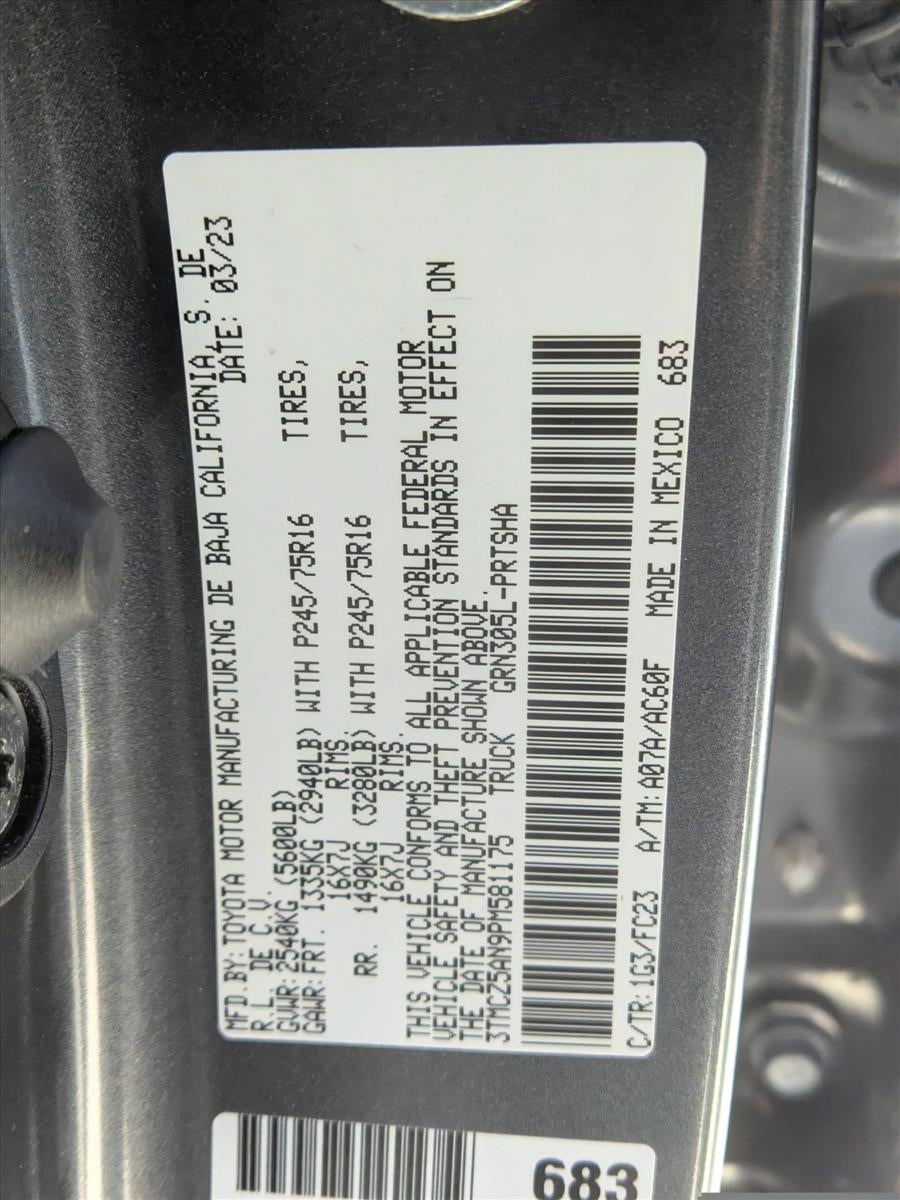 MFD.BY:TOYOTA MOTOR MANUFACTURING DE BAJA CALIFORNIA, S. DE
R.L. DE C.V. DATE: 03/23
GVWR:2540KG (5600LB)
GAWR:FRT. 1335KG (2940LB) WITH P245/75R16 TIRES,
16X7J RIMS.
RR. 1490KG (3280LB) WITH P245/75R16 TIRES,
16X7J RIMS.
THIS VEHICLE CONFORMS TO ALL APPLICABLE FEDERAL MOTOR
VEHICLE SAFETY AND THEFT PREVENTION STANDARDS IN EFFECT ON
THE DATE OF MANUFACTURE SHOWN ABOVE.
3TMCZ5AN9PM581175 TRUCK GRN305L-PRTSHA
C/TR:1G3/FC23 A/TM:A07A/AC60F MADE IN MEXICO 683
683